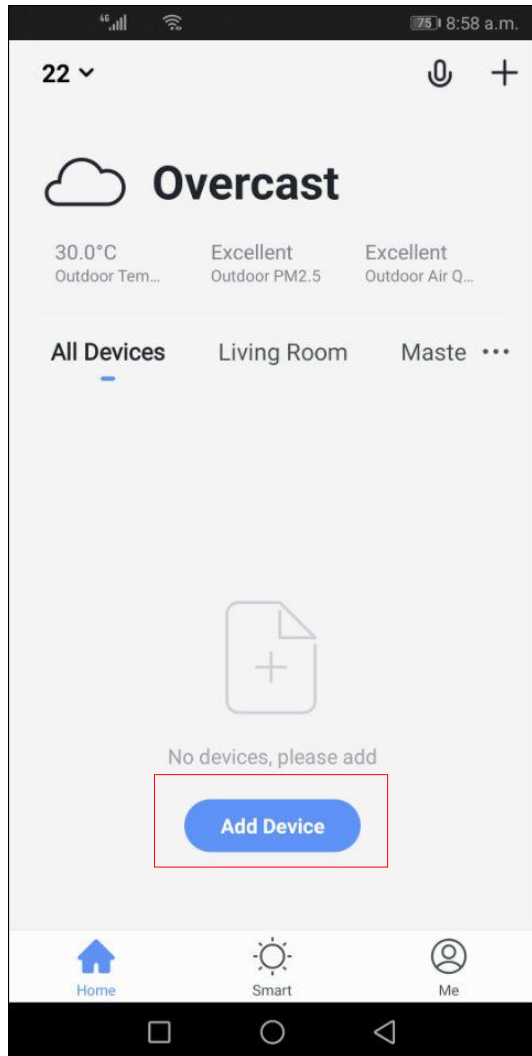 46 75 8:58 a.m.
22
Overcast
30.0°C Excellent Excellent
Outdoor Tem... Outdoor PM2.5 Outdoor Air Q...
All Devices Living Room Maste ...
No devices, please add
Add Device
Home Smart Me